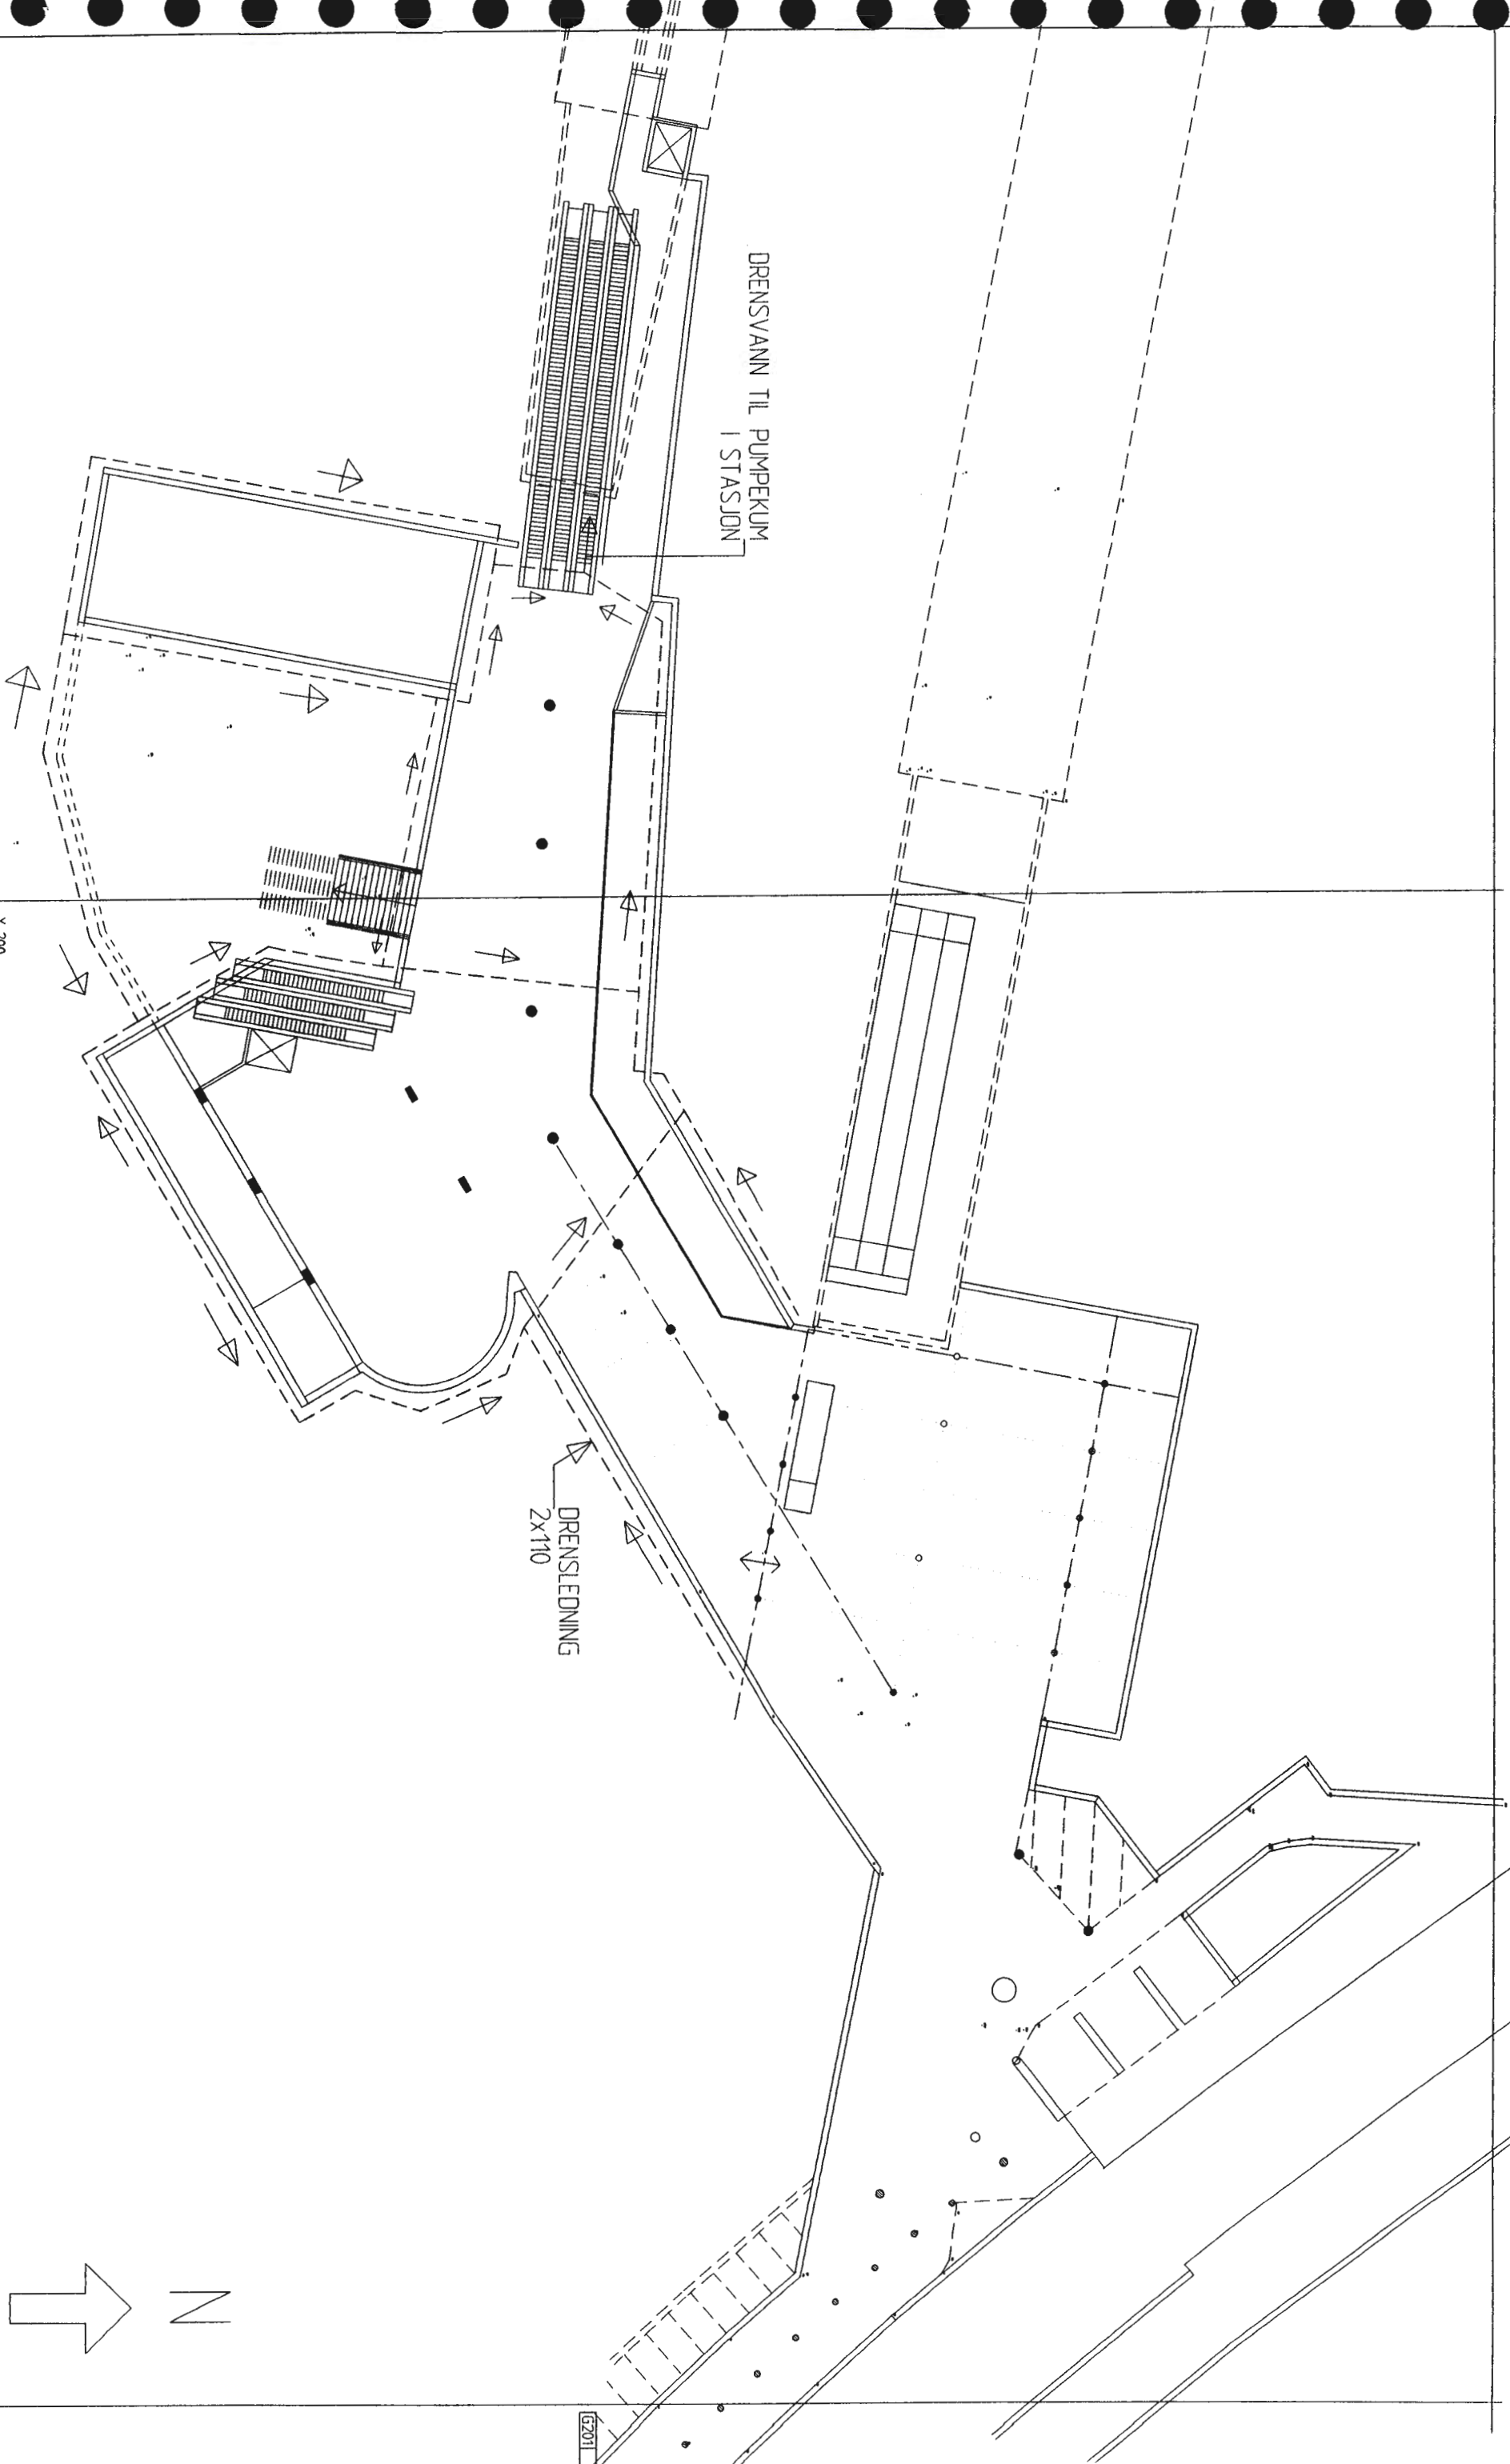 DRENSVANN TIL PUMPEKUM
I STASJON
DRENSLEDNING
2x110
N
G201